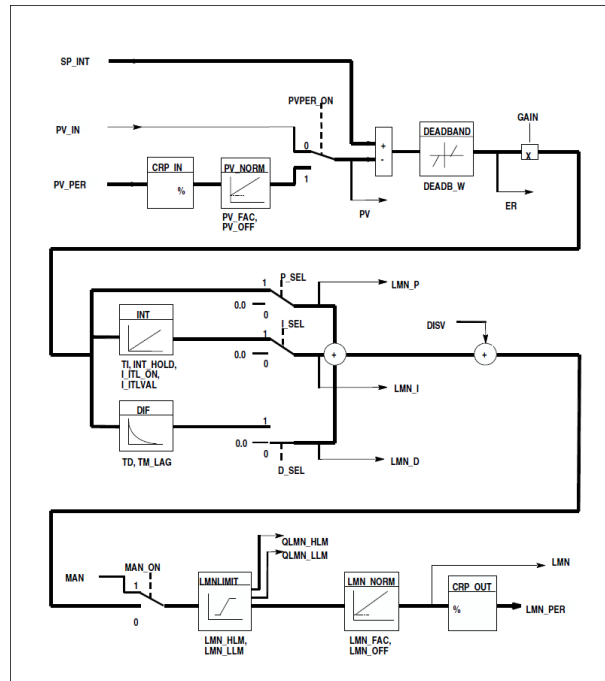 SP_INT
PVPER_ON
GAIN
PV_IN
0
+
-
DEADBAND
X
CRP_IN
PV_NORM
PV_PER
%
1
DEADB_W
PV_FAC,
PV_OFF
PV
ER
P_SEL
LMN_P
1
0.0
0
INT
I_SEL
DISV
1
0.0
0
+
+
TI, INT_HOLD,
I_ITL_ON,
I_ITLVAL
LMN_I
DIF
1
0.0
0
LMN_D
TD, TM_LAG
D_SEL
QLMN_HLM
QLMN_LLM
MAN_ON
LMN
MAN
1
LMNLIMIT
LMN_NORM
CRP_OUT
%
LMN_PER
0
LMN_HLM,
LMN_LLM
LMN_FAC,
LMN_OFF